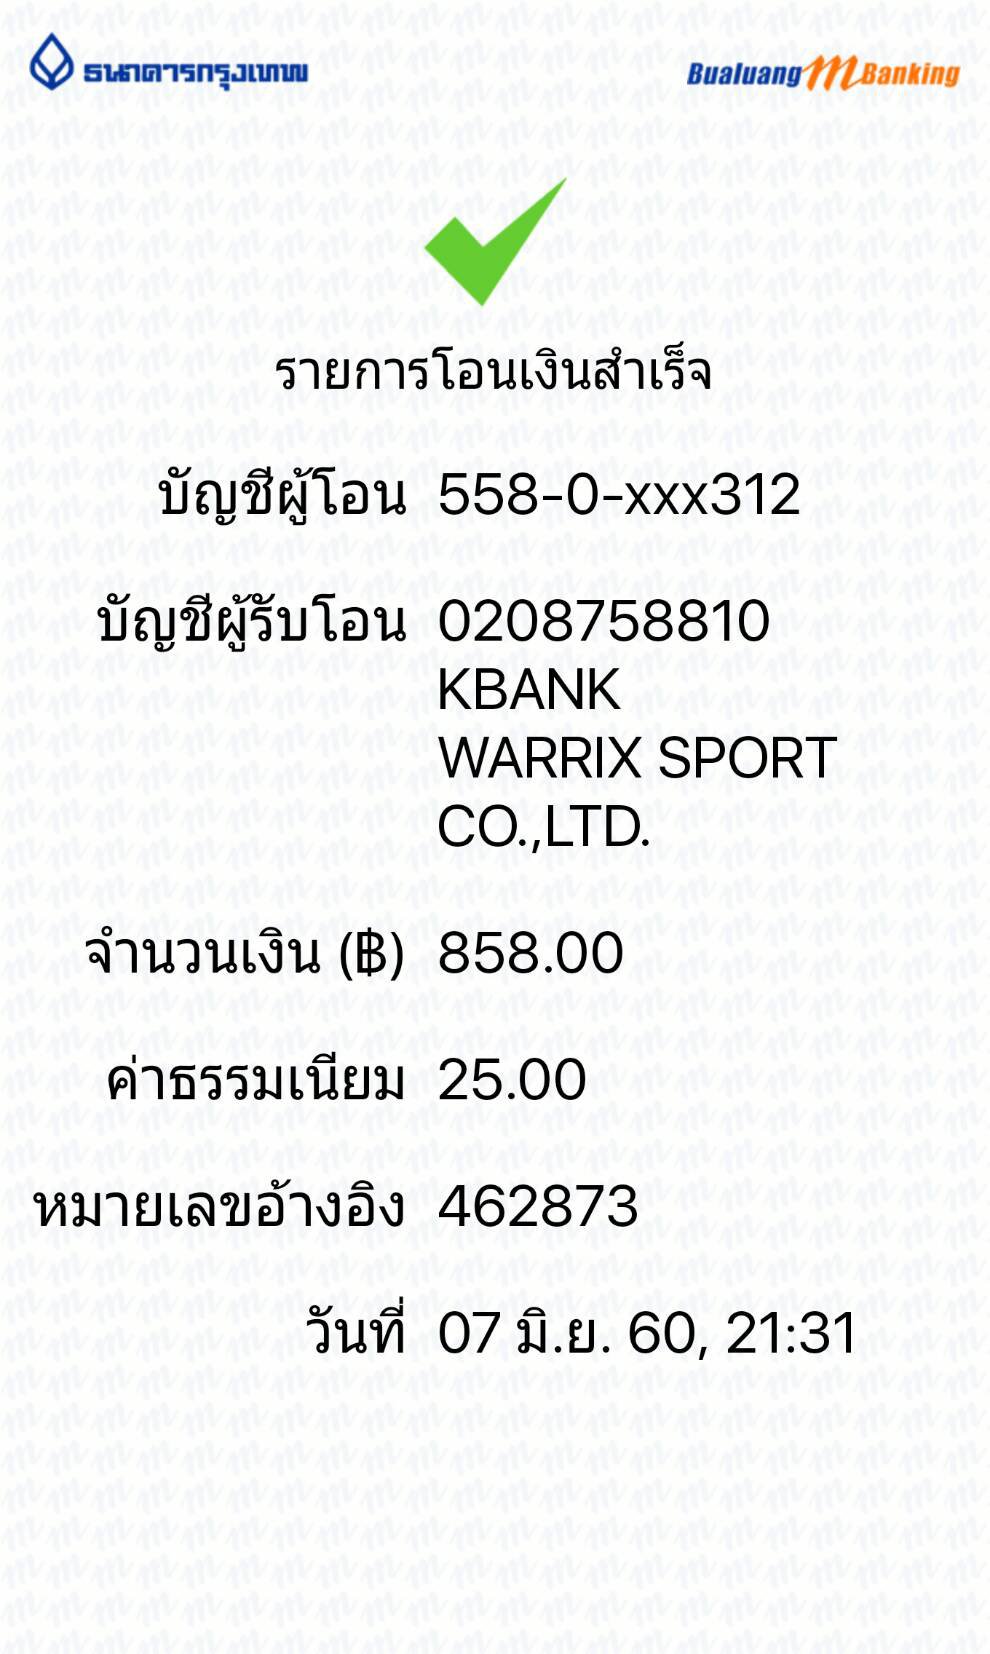 ธนาคารกรุงเทพ
Bualuang mBanking
รายการโอนเงินสำเร็จ
บัญชีผู้โอน 558-0-xxx312
บัญชีผู้รับโอน 0208758810
KBANK
WARRIX SPORT
CO.,LTD.
จำนวนเงิน (฿) 858.00
ค่าธรรมเนียม 25.00
หมายเลขอ้างอิง 462873
วันที่ 07 มิ.ย. 60, 21:31